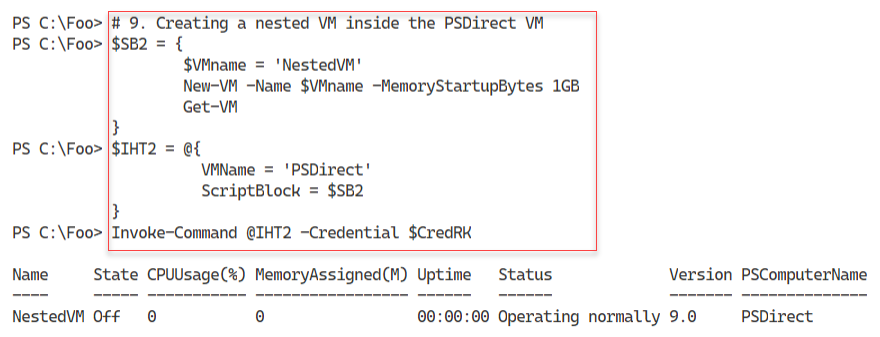 PS C:\Foo> # 9. Creating a nested VM inside the PSDirect VM
PS C:\Foo> $SB2 = {
$VMname = 'NestedVM'
New-VM -Name $VMname -MemoryStartupBytes 1GB
Get-VM
}
PS C:\Foo> $IHT2 = @{
VMName = 'PSDirect'
ScriptBlock = $SB2
}
PS C:\Foo> Invoke-Command @IHT2 -Credential $CredRK
Name State CPUUsage(%) MemoryAssigned(M) Uptime Status Version PSComputerName
---- ----- ----------- ----------------- ------ ------ ------- --------------
NestedVM Off 0 0 00:00:00 Operating normally 9.0 PSDirect